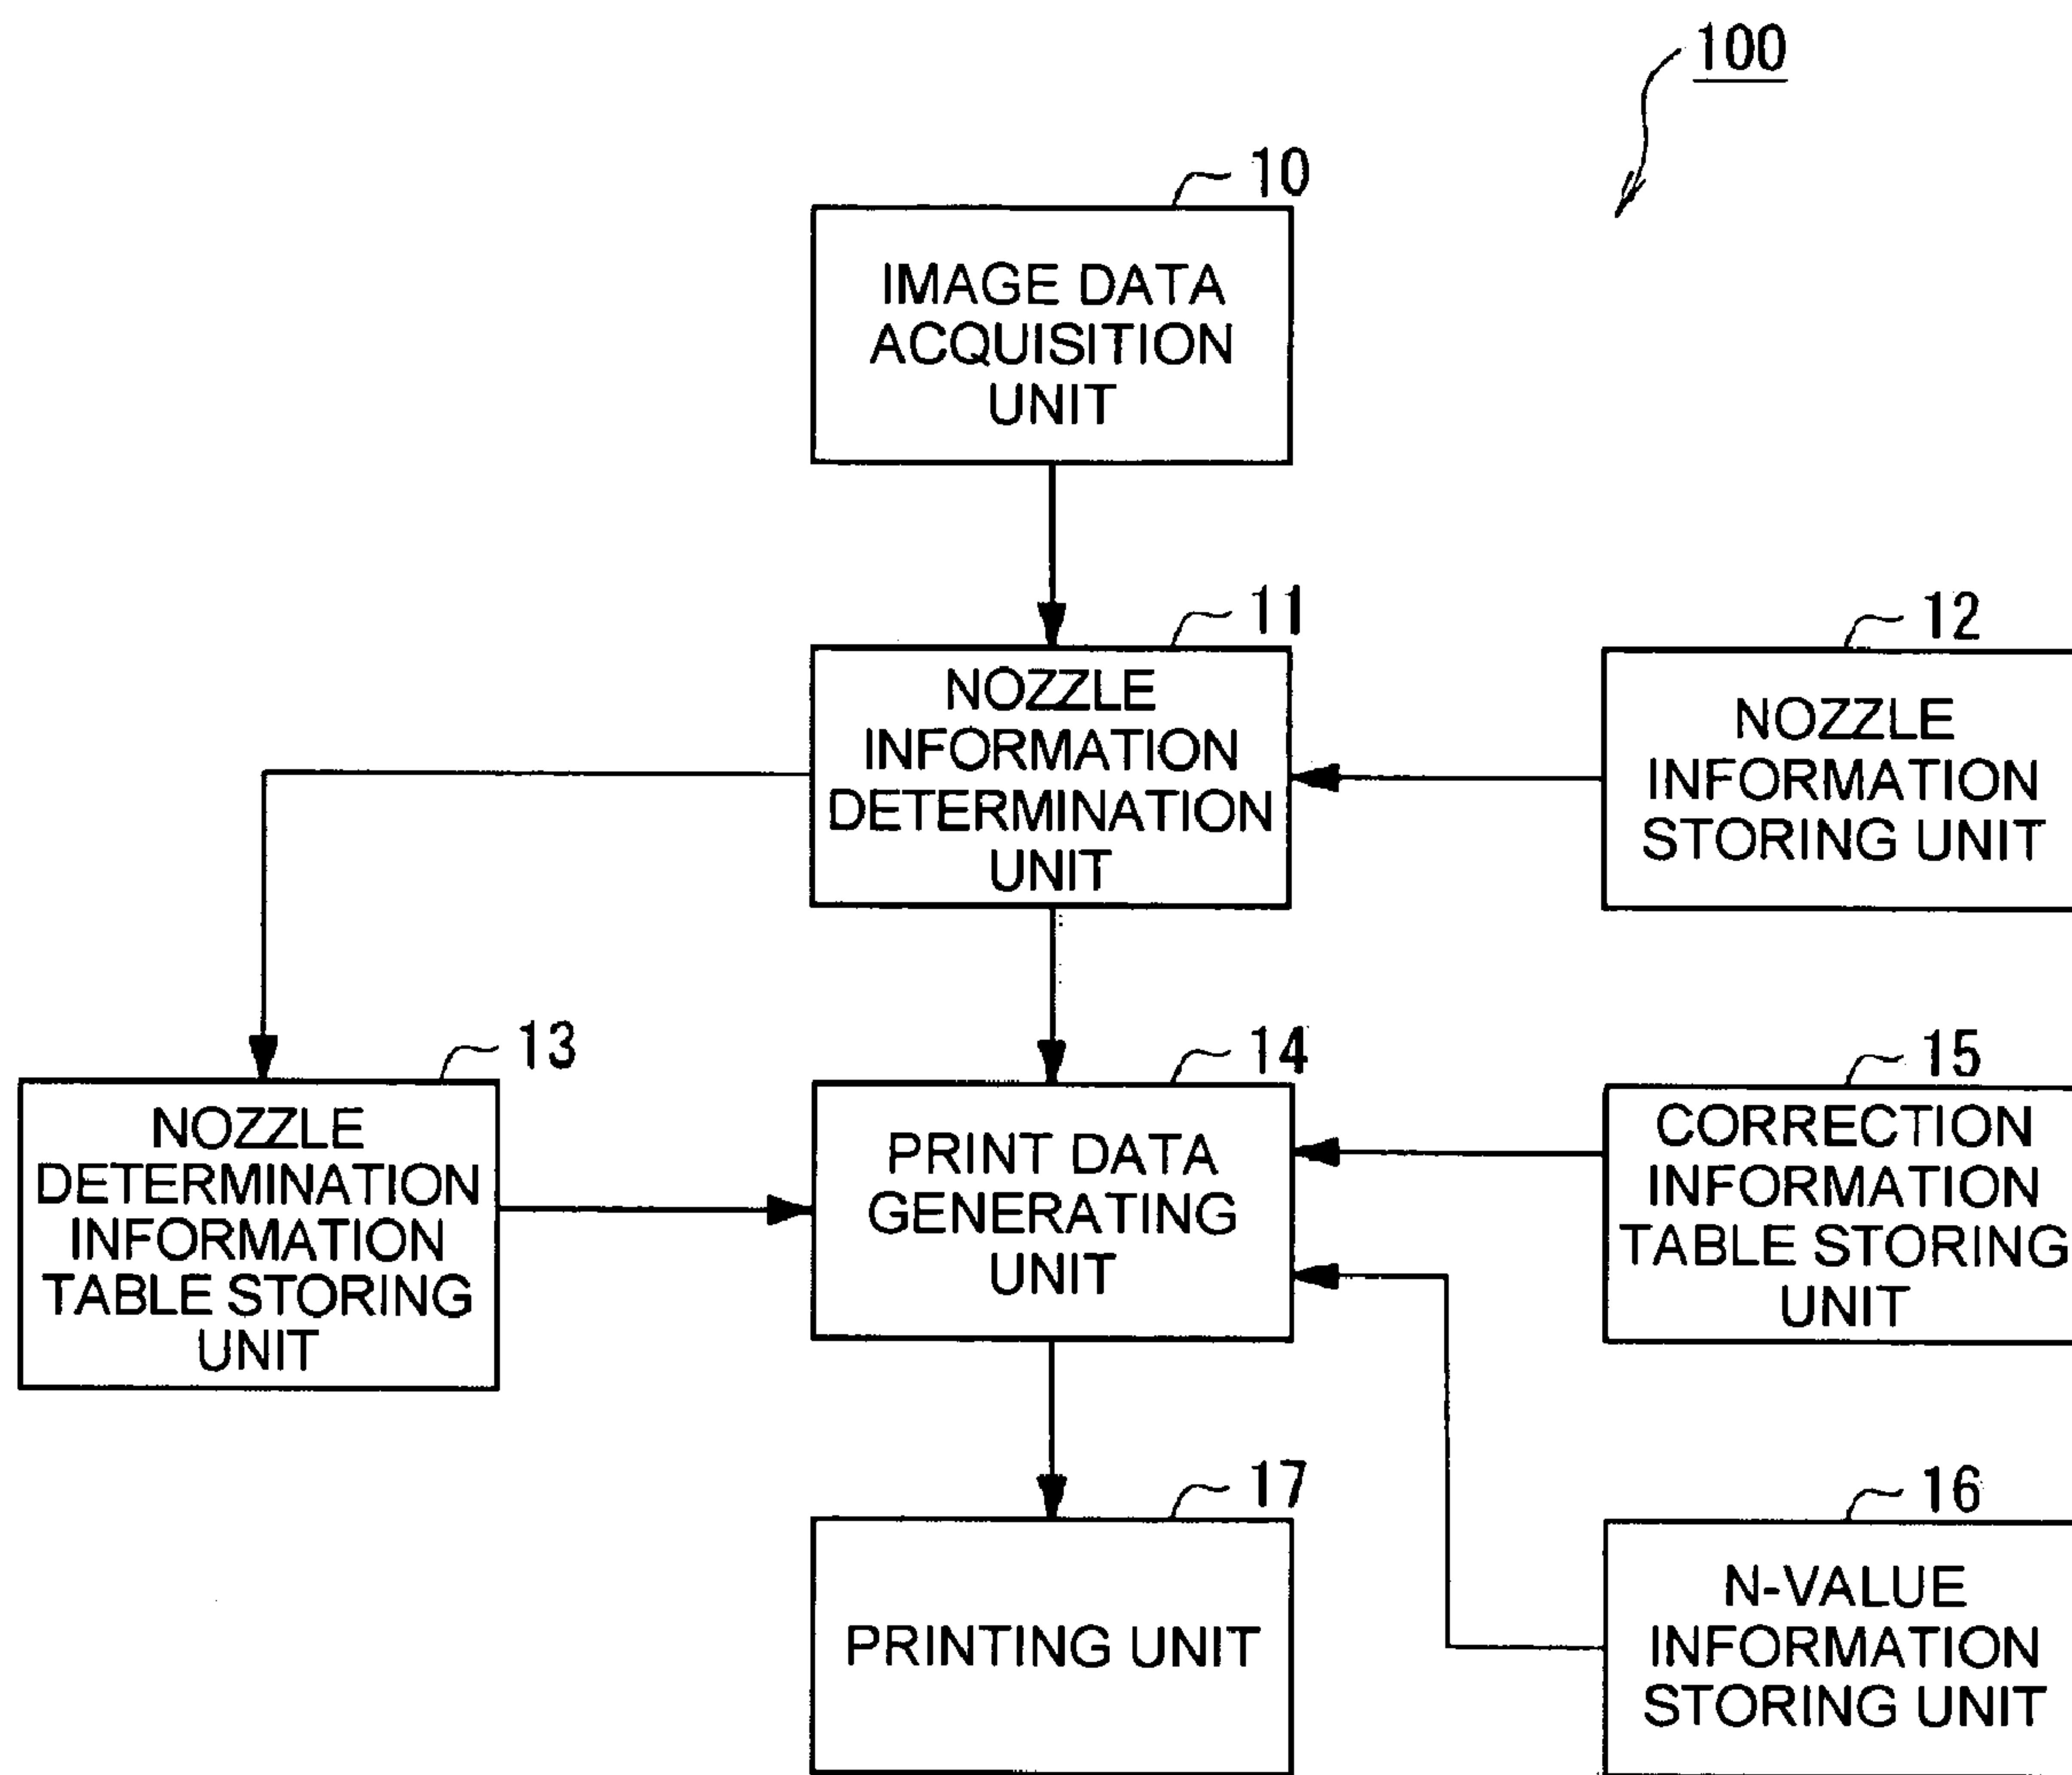 100
10
IMAGE DATA
ACQUISITION
UNIT
11
NOZZLE
INFORMATION
DETERMINATION
UNIT
12
NOZZLE
INFORMATION
STORING UNIT
13
NOZZLE
DETERMINATION
INFORMATION
TABLE STORING
UNIT
14
PRINT DATA
GENERATING
UNIT
15
CORRECTION
INFORMATION
TABLE STORING
UNIT
17
PRINTING UNIT
16
N-VALUE
INFORMATION
STORING UNIT